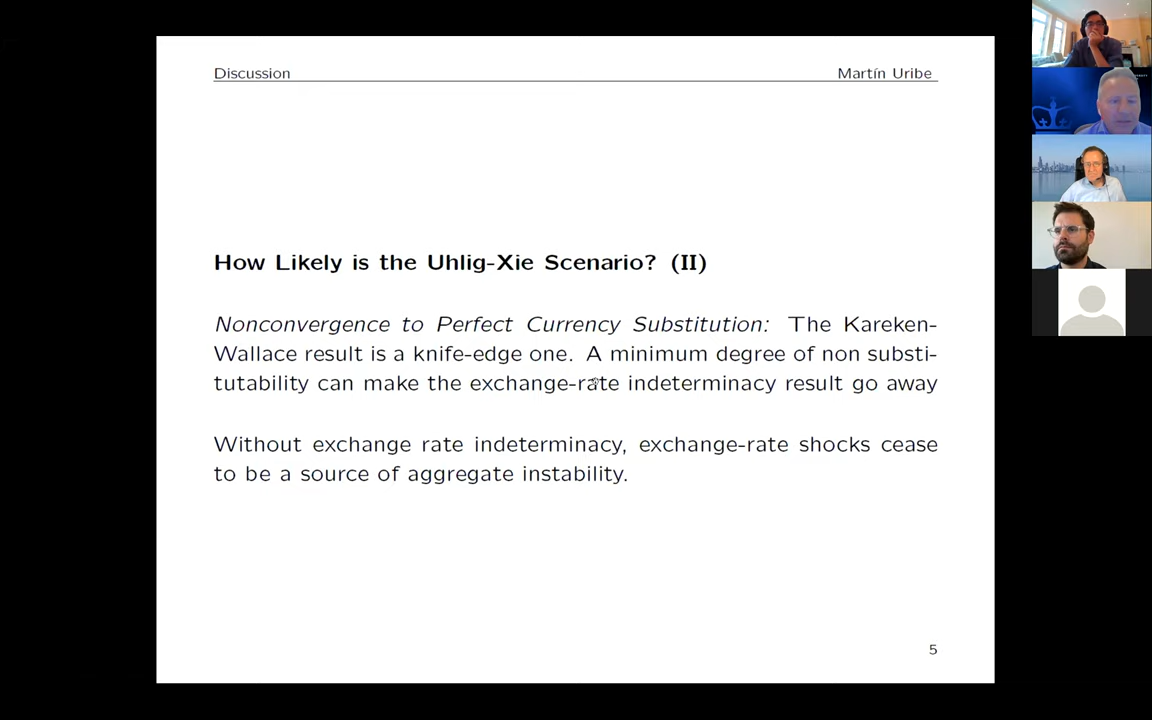 Discussion Martín Uribe
How Likely is the Uhlig-Xie Scenario? (II)
Nonconvergence to Perfect Currency Substitution: The Kareken-
Wallace result is a knife-edge one. A minimum degree of non substi-
tutability can make the exchange-rate indeterminacy result go away
Without exchange rate indeterminacy, exchange-rate shocks cease
to be a source of aggregate instability.
5